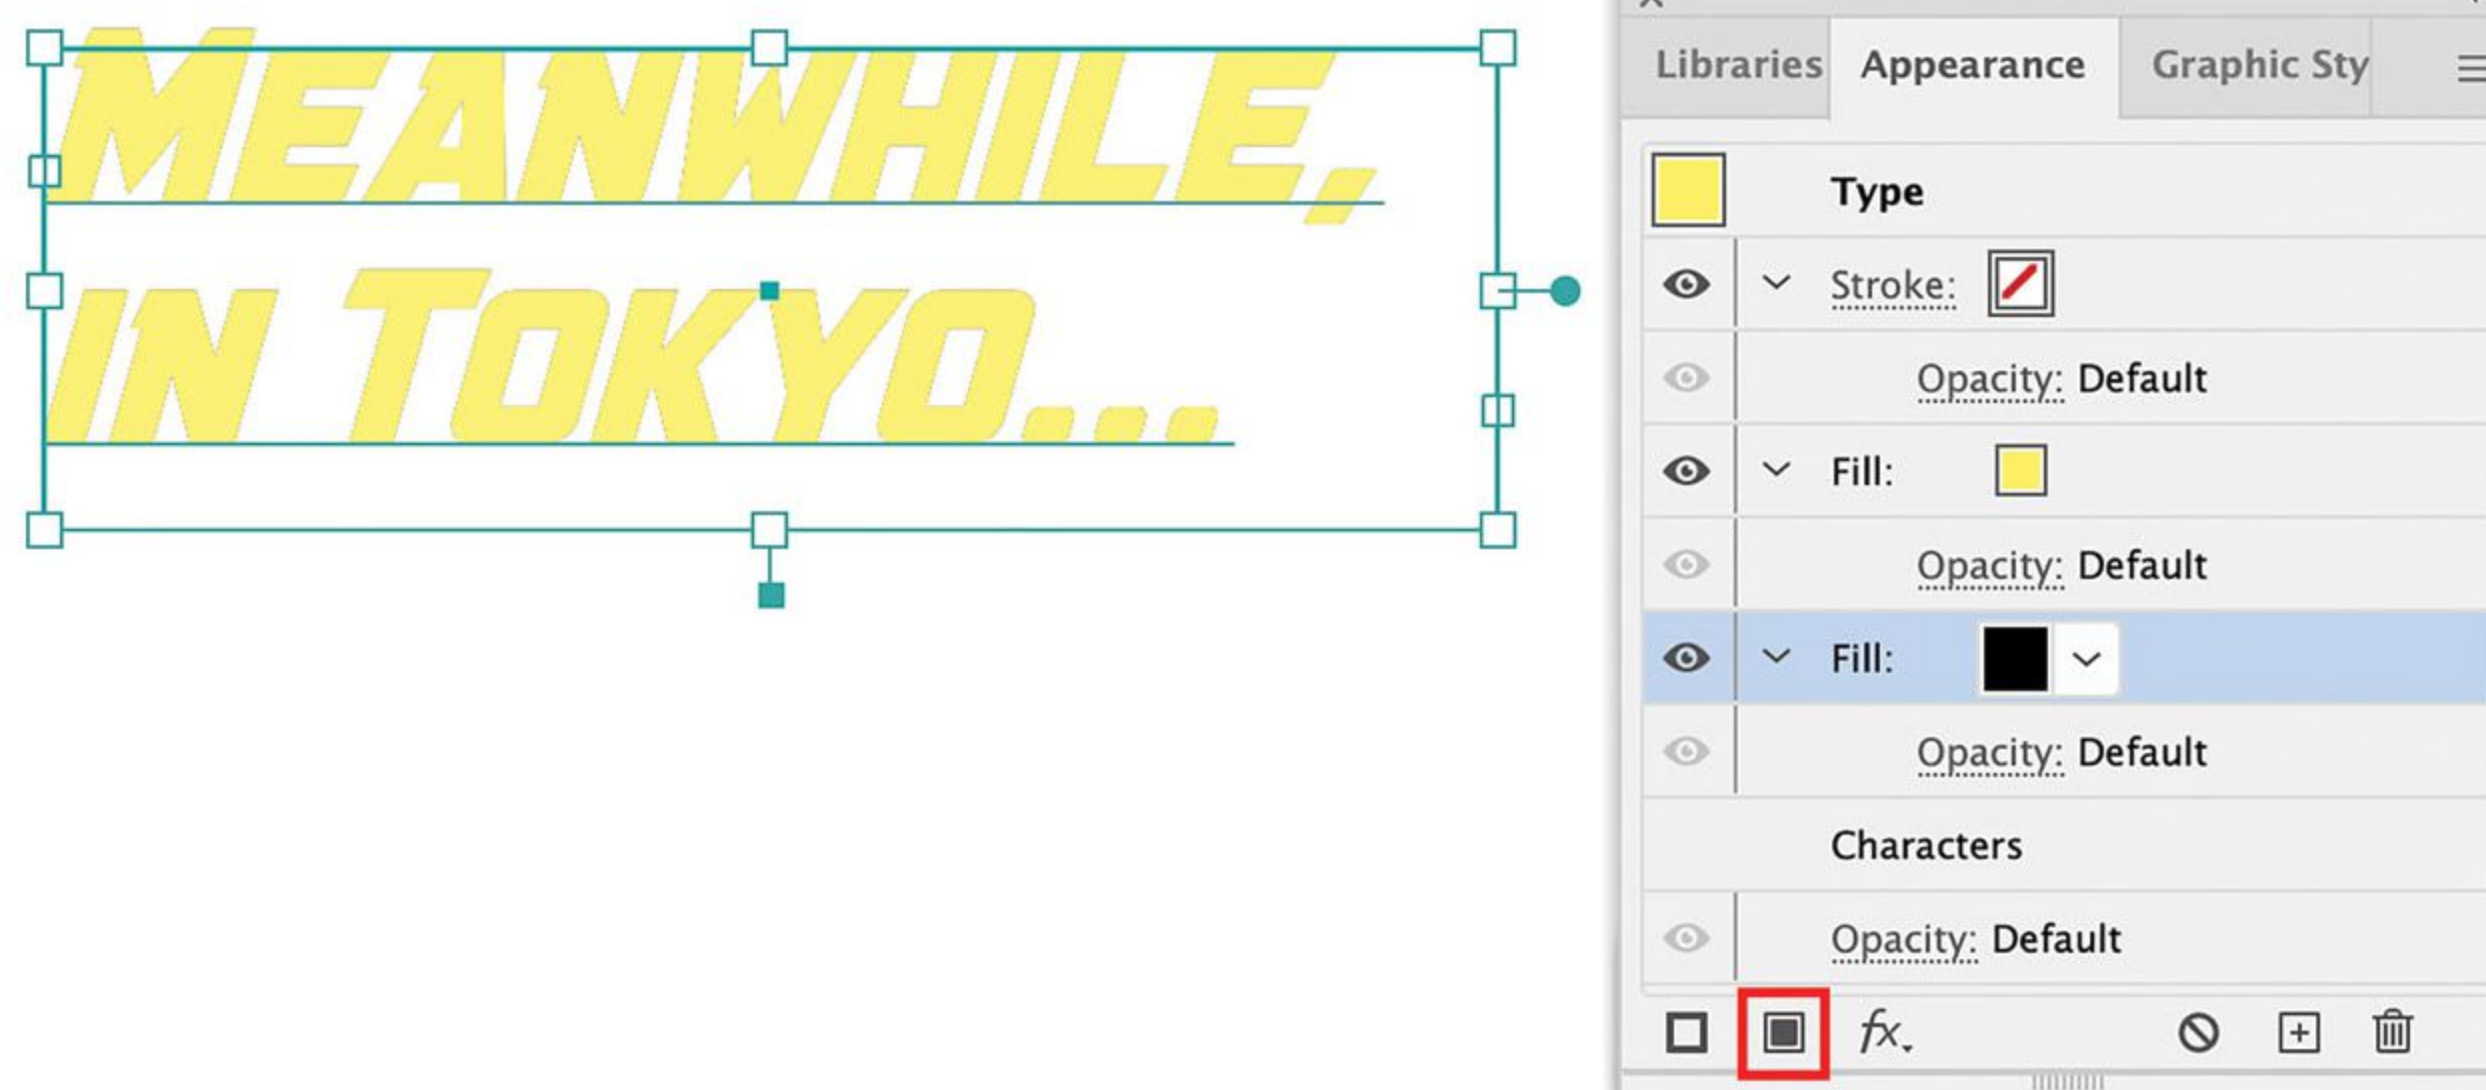 MEANWHILE,
IN TOKYO...
Libraries Appearance Graphic Sty
Type
Stroke:
Opacity: Default
Fill:
Opacity: Default
Fill:
Opacity: Default
Characters
Opacity: Default
fx.